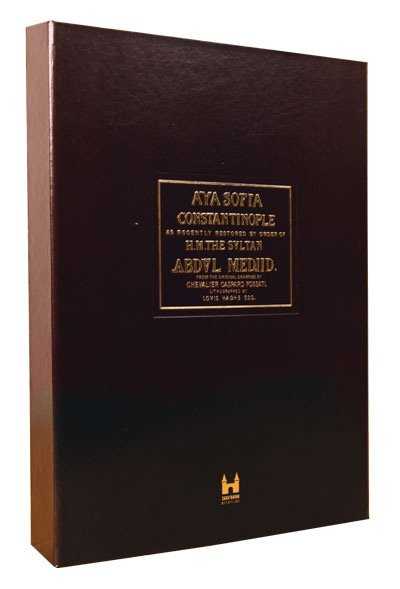 AYA SOFIA
CONSTANTINOPLE
AS RECENTLY RESTORED BY ORDER OF
H.M. THE SVLTAN
ABDVL MEDJID.
FROM THE ORIGINAL DRAWINGS BY
CHEVALIER GASPARD FOSSATI.
LITHOGRAPHED BY
LOVIS HAGHE ESQ.